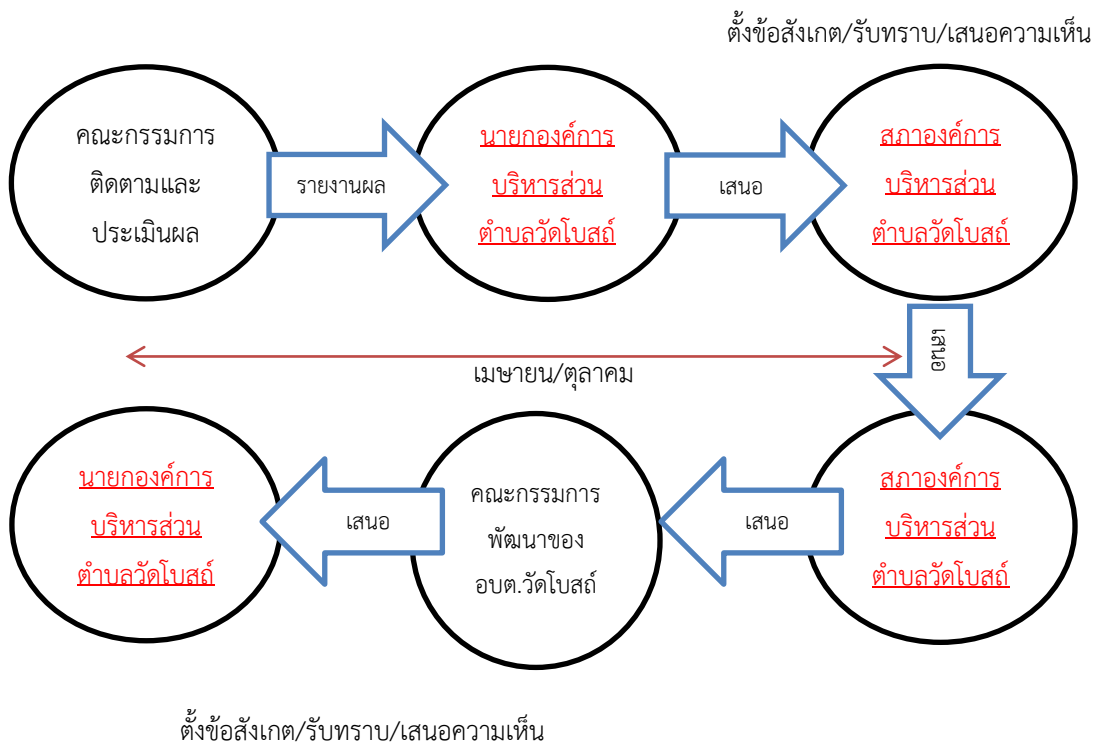 ตั้งข้อสังเกต/รับทราบ/เสนอความเห็น
คณะกรรมการ
ติดตามและ
ประเมินผล
รายงานผล
นายกองค์การ
บริหารส่วน
ตำบลวัดโบสถ์
เสนอ
สภาองค์การ
บริหารส่วน
ตำบลวัดโบสถ์
เสนอ
เมษายน/ตุลาคม
สภาองค์การ
บริหารส่วน
ตำบลวัดโบสถ์
เสนอ
คณะกรรมการ
พัฒนาของ
อบต.วัดโบสถ์
เสนอ
นายกองค์การ
บริหารส่วน
ตำบลวัดโบสถ์
ตั้งข้อสังเกต/รับทราบ/เสนอความเห็น